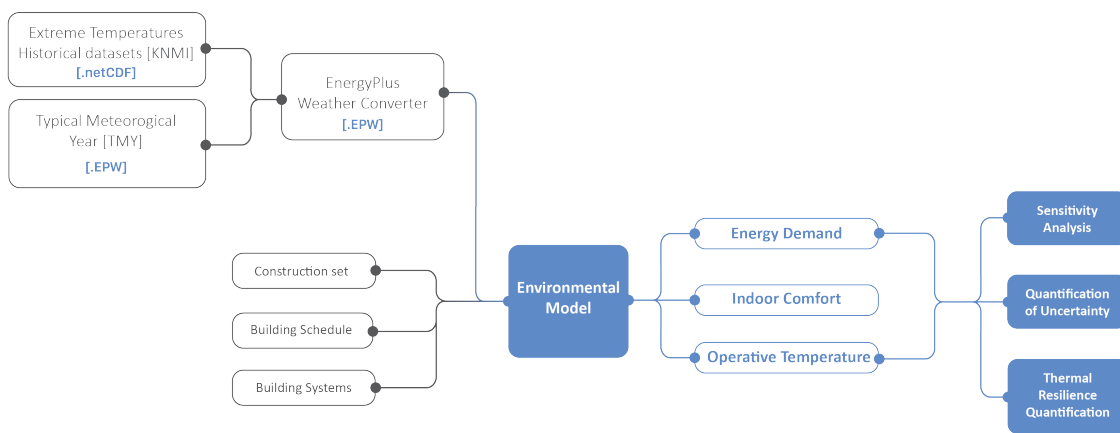 Extreme Temperatures
Historical datasets [KNMI]
[.netCDF]
Typical Meteorogical
Year [TMY]
[.EPW]
EnergyPlus
Weather Converter
[.EPW]
Construction set
Building Schedule
Building Systems
Environmental
Model
Energy Demand
Indoor Comfort
Operative Temperature
Sensitivity
Analysis
Quantification
of Uncertainty
Thermal
Resilience
Quantification